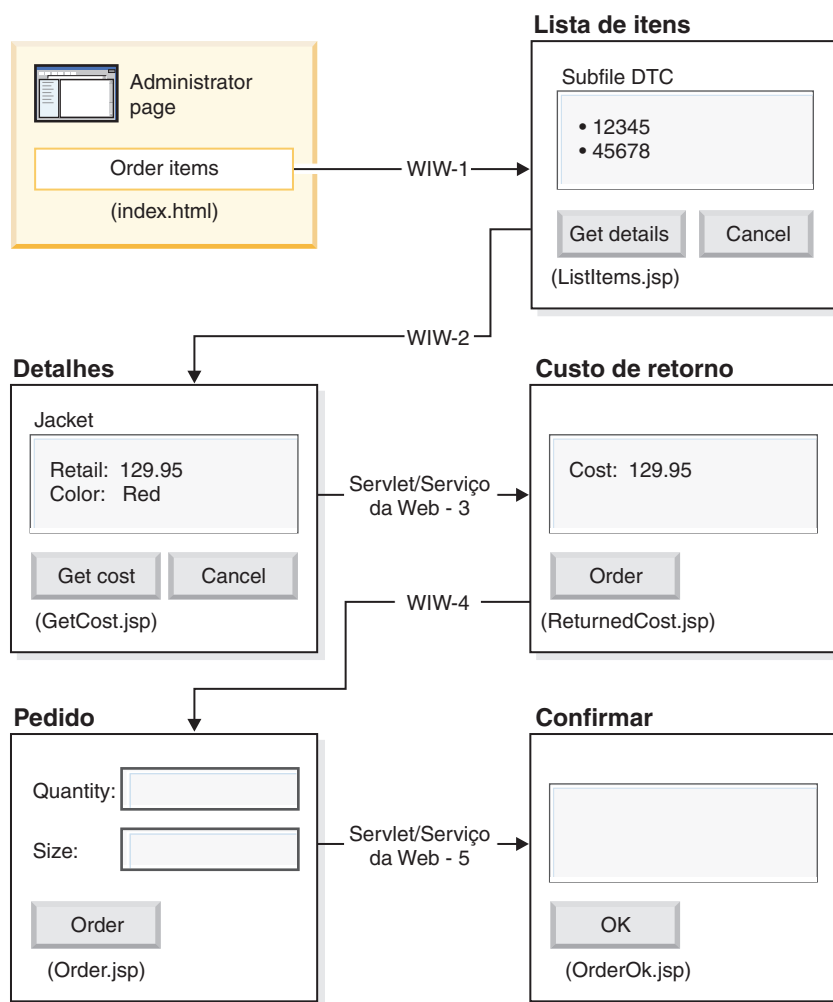 Administrator
page
Order items
(index.html)
WIW-1
Lista de itens
Subfile DTC
• 12345
• 45678
Get details
Cancel
(ListItems.jsp)
WIW-2
Detalhes
Jacket
Retail: 129.95
Color: Red
Get cost
Cancel
(GetCost.jsp)
Servlet/Serviço
da Web - 3
Custo de retorno
Cost: 129.95
Order
(ReturnedCost.jsp)
WIW-4
Pedido
Quantity:
Size:
Order
(Order.jsp)
Servlet/Serviço
da Web - 5
Confirmar
OK
(OrderOk.jsp)